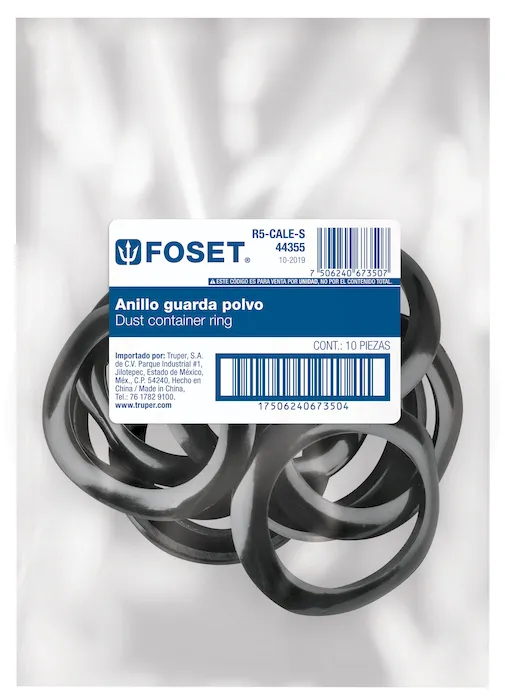 FOSET®
R5-CALE-S
44355
10-2019
7 506240 673507
ESTE CÓDIGO ES PARA VENTA POR UNIDAD, NO POR EL CONTENIDO TOTAL.
Anillo guarda polvo
Dust container ring
CONT.: 10 PIEZAS
Importado por: Truper, S.A.
de C.V. Parque Industrial #1,
Jilotepec, Estado de México,
Méx., C.P. 54240, Hecho en
China / Made in China,
Tel.: 76 1782 9100.
www.truper.com
17506240673504